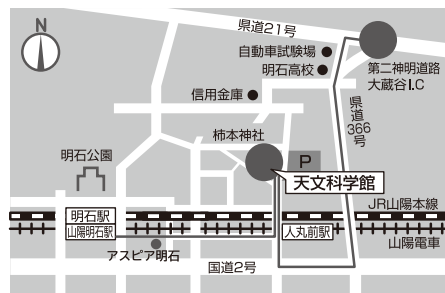 N
県道21号
自動車試験場
明石高校
第二神明道路
大蔵谷I.C
信用金庫
県道366号
柿本神社
明石公園
P
天文科学館
JR山陽本線
明石駅
山陽明石駅
人丸前駅
山陽電車
アスピア明石
国道2号